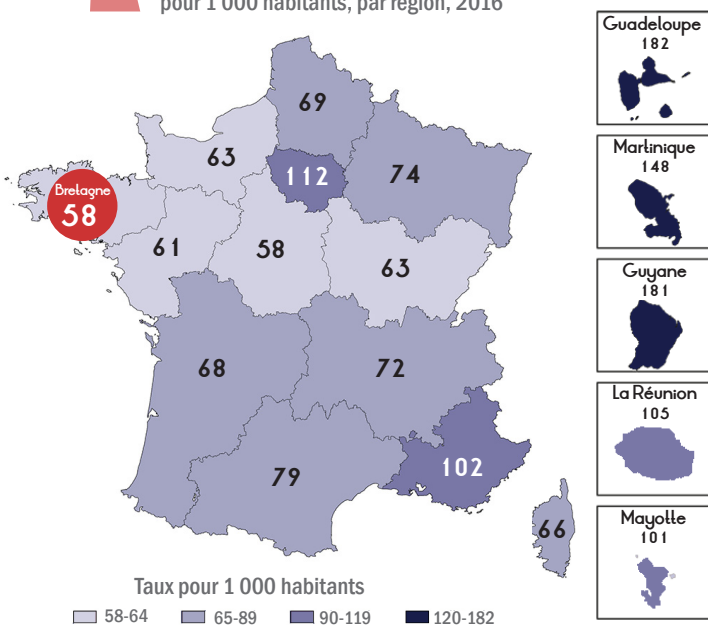 pour 1 000 habitants, par région, 2016
69
63
112
74
Bretagne
58
61
58
63
68
72
79
102
66
Guadeloupe
182
Martinique
148
Guyane
181
La Réunion
105
Mayotte
101
Taux pour 1 000 habitants
58-64
65-89
90-119
120-182